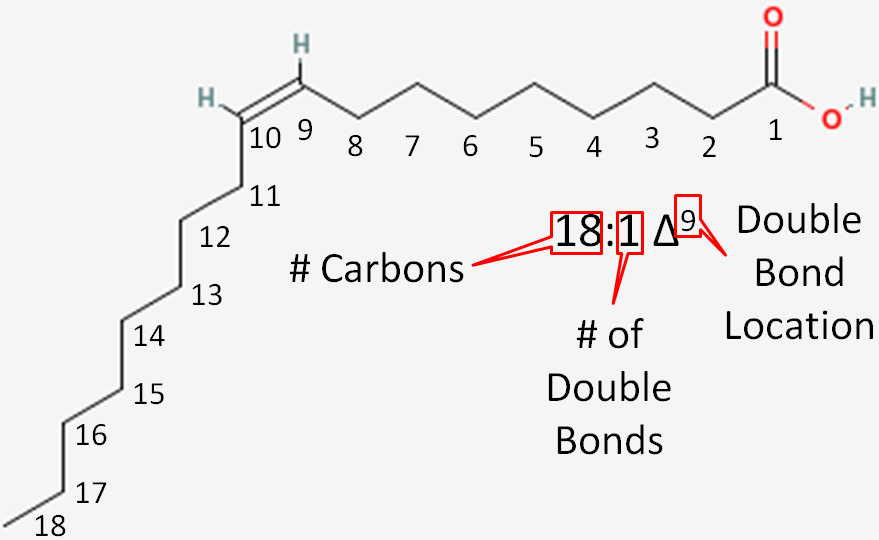 O
H
H
O
H
10
9
8
7
6
5
4
3
2
1
11
12
13
14
15
16
17
18
18:1 Δ⁹
# Carbons
# of
Double
Bonds
Double
Bond
Location